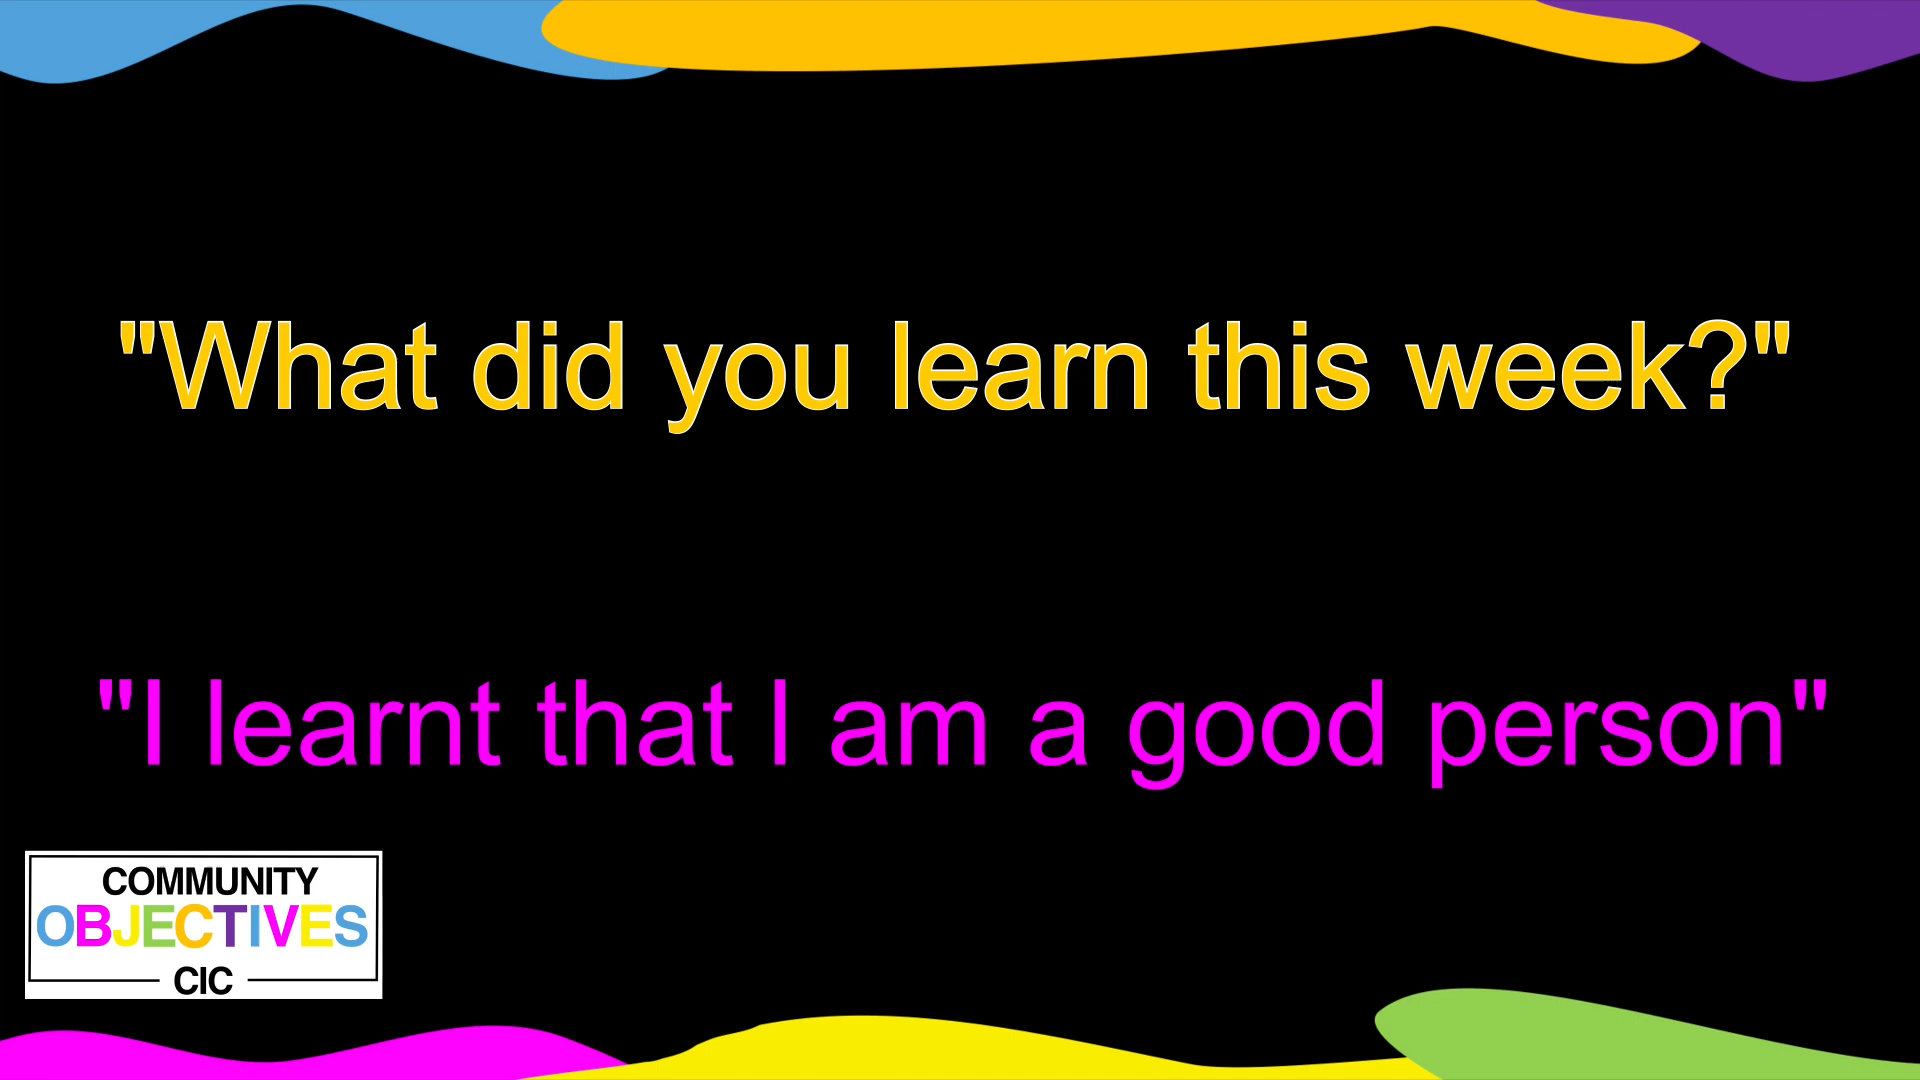 "What did you learn this week?"
"I learnt that I am a good person"
COMMUNITY
OBJECTIVES
CIC